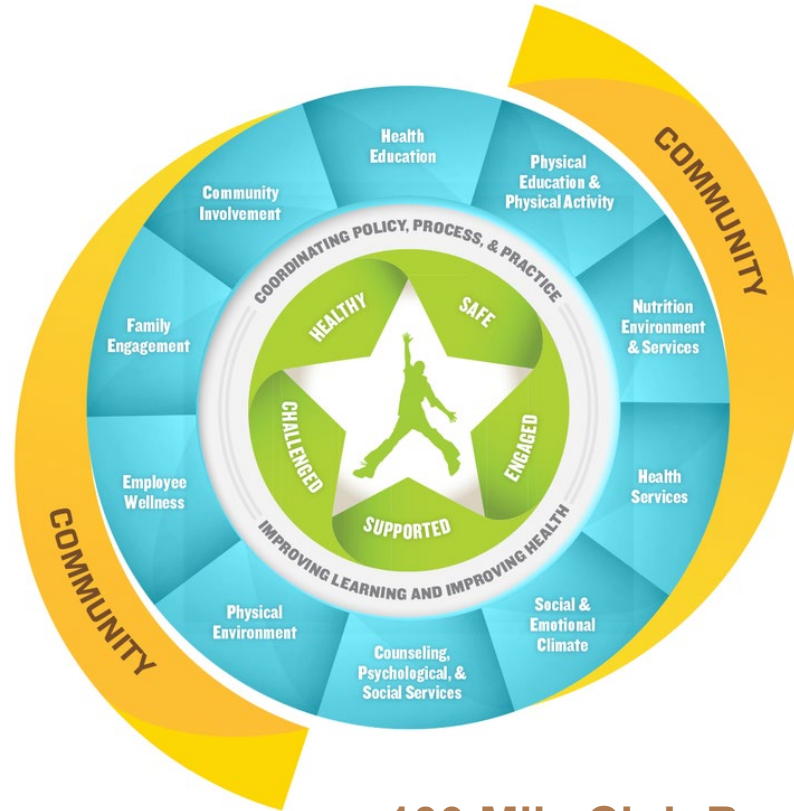 COMMUNITY
Health
Education
Physical
Education &
Physical Activity
Nutrition
Environment
& Services
Health
Services
Social &
Emotional
Climate
Counseling,
Psychological, &
Social Services
Physical
Environment
Employee
Wellness
Family
Engagement
Community
Involvement
COORDINATING POLICY, PROCESS, & PRACTICE
IMPROVING LEARNING AND IMPROVING HEALTH
HEALTHY
SAFE
ENGAGED
SUPPORTED
CHALLENGED
COMMUNITY